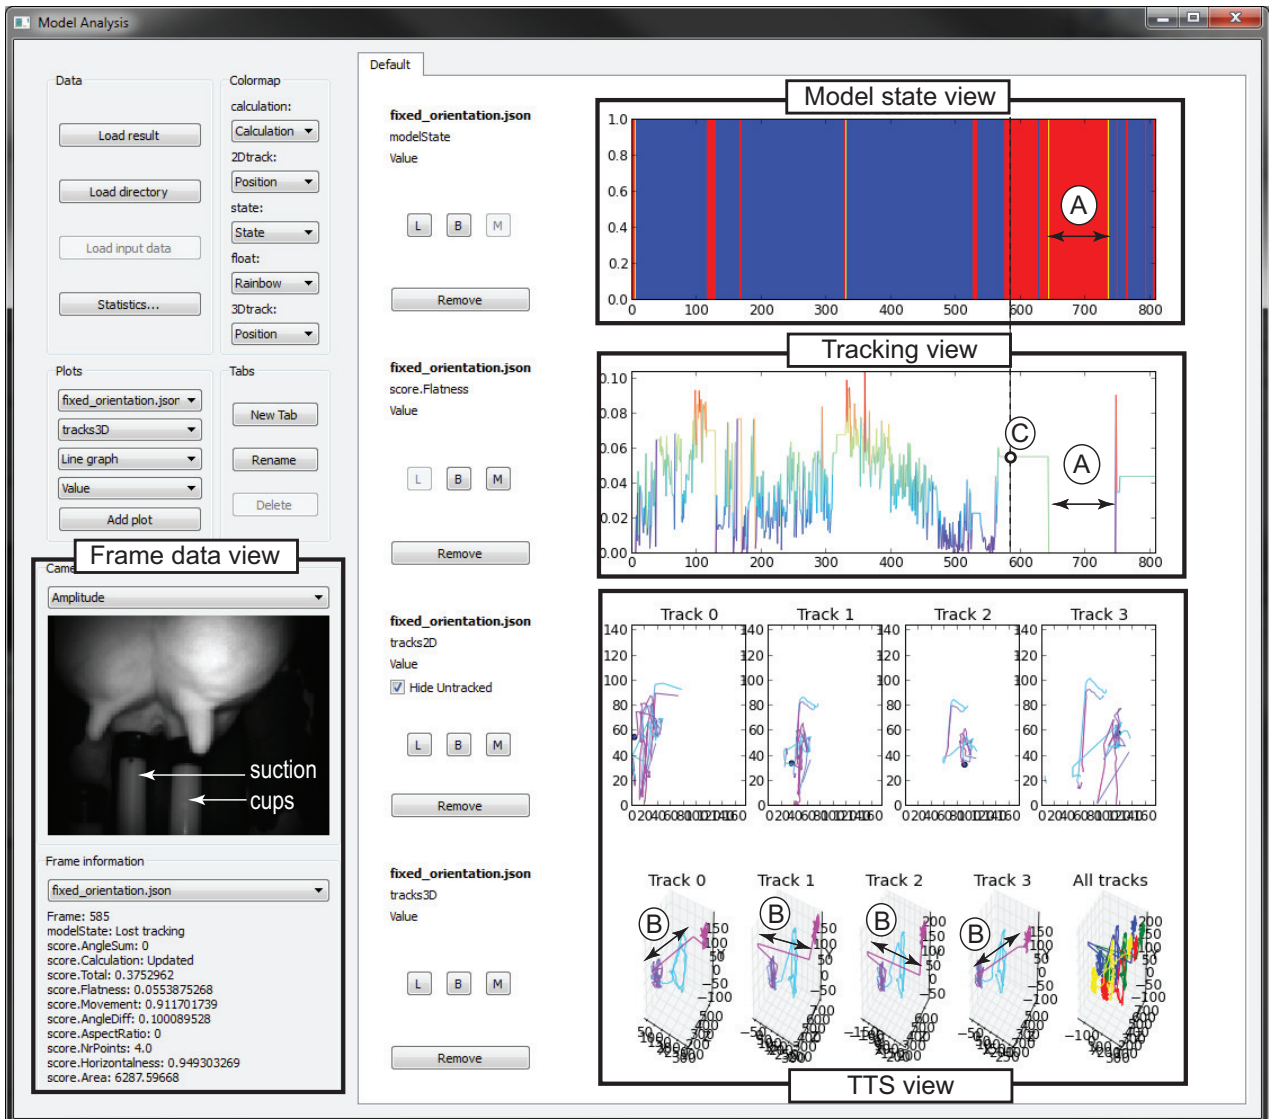 Model Analysis
Data
Load result
Load directory
Load input data
Statistics...
Colormap
calculation:
Calculation
2Dtrack:
Position
state:
State
float:
Rainbow
3Dtrack:
Position
Plots
fixed_orientation.jsor
tracks3D
Line graph
Value
Add plot
Tabs
New Tab
Rename
Delete
Frame data view
Came
Amplitude
suction
cups
Frame information
fixed_orientation.json
Frame: 585
modelState: Lost tracking
score.AngleSum: 0
score.Calculation: Updated
score.Total: 0.3752962
score.Flatness: 0.0553875268
score.Movement: 0.911701739
score.AngleDiff: 0.100089528
score.AspectRatio: 0
score.NrPoints: 4.0
score.Horizontalness: 0.949303269
score.Area: 6287.59668
Default
fixed_orientation.json
modelState
Value
L B M
Remove
Model state view
1.0
0.8
0.6
0.4
0.2
0.0
A
0 100 200 300 400 500 600 700 800
fixed_orientation.json
score.Flatness
Value
L B M
Remove
Tracking view
0.10
0.08
0.06
0.04
0.02
0.00
C
A
0 100 200 300 400 500 600 700 800
fixed_orientation.json
tracks2D
Value
Hide Untracked
L B M
Remove
Track 0 Track 1 Track 2 Track 3
140
120
100
80
60
40
20
0
fixed_orientation.json
tracks3D
Value
L B M
Remove
Track 0 Track 1 Track 2 Track 3 All tracks
B B B B
TTS view